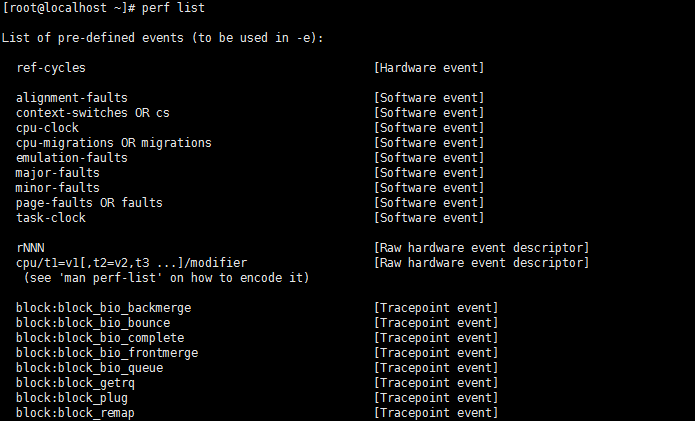 [root@localhost ~]# perf list
List of pre-defined events (to be used in -e):
ref-cycles [Hardware event]
alignment-faults [Software event]
context-switches OR cs [Software event]
cpu-clock [Software event]
cpu-migrations OR migrations [Software event]
emulation-faults [Software event]
major-faults [Software event]
minor-faults [Software event]
page-faults OR faults [Software event]
task-clock [Software event]
rNNN [Raw hardware event descriptor]
cpu/t1=v1[,t2=v2,t3 ...]/modifier [Raw hardware event descriptor]
(see 'man perf-list' on how to encode it)
block:block_bio_backmerge [Tracepoint event]
block:block_bio_bounce [Tracepoint event]
block:block_bio_complete [Tracepoint event]
block:block_bio_frontmerge [Tracepoint event]
block:block_bio_queue [Tracepoint event]
block:block_getrq [Tracepoint event]
block:block_plug [Tracepoint event]
block:block_remap [Tracepoint event]